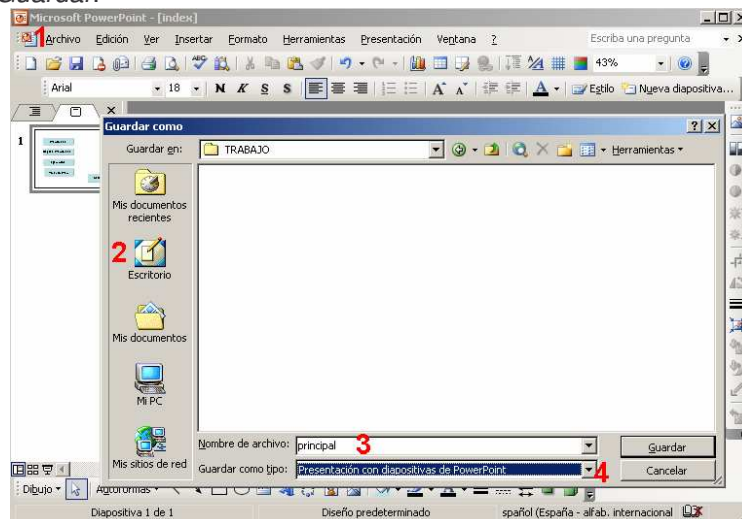 Guardar.
Microsoft PowerPoint - [index]
1 Archivo Edición Ver Insertar Formato Herramientas Presentación Ventana ? Escriba una pregunta
43%
Arial 18 N K S S Estilo Nueva diapositiva...
Guardar como
1
Guardar en: TRABAJO Herramientas
Mis documentos
recientes
2
Escritorio
Mis documentos
Mi PC
Mis sitios de red
Nombre de archivo: principal 3 Guardar
Guardar como tipo: Presentación con diapositivas de PowerPoint 4 Cancelar
Dibujo Autoformas
Diapositiva 1 de 1 Diseño predeterminado spañol (España - alfab. internacional